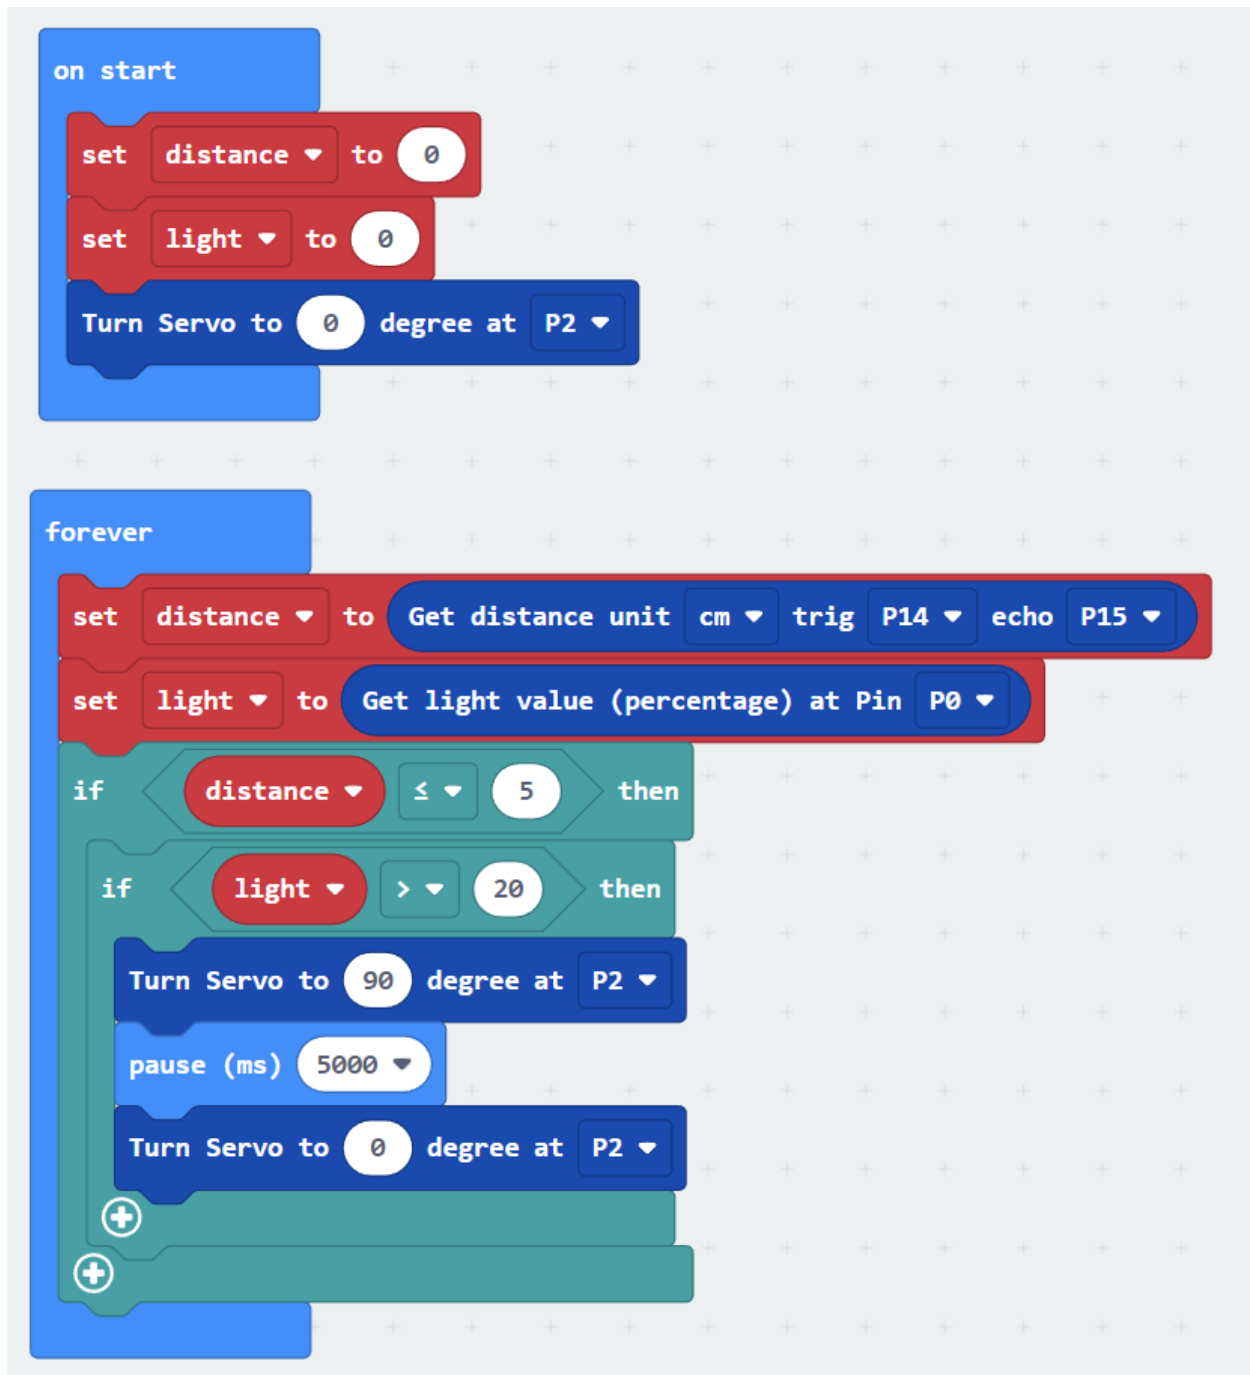 on start
set distance to 0
set light to 0
Turn Servo to 0 degree at P2
forever
set distance to Get distance unit cm trig P14 echo P15
set light to Get light value (percentage) at Pin P0
if distance ≤ 5 then
if light > 20 then
Turn Servo to 90 degree at P2
pause (ms) 5000
Turn Servo to 0 degree at P2